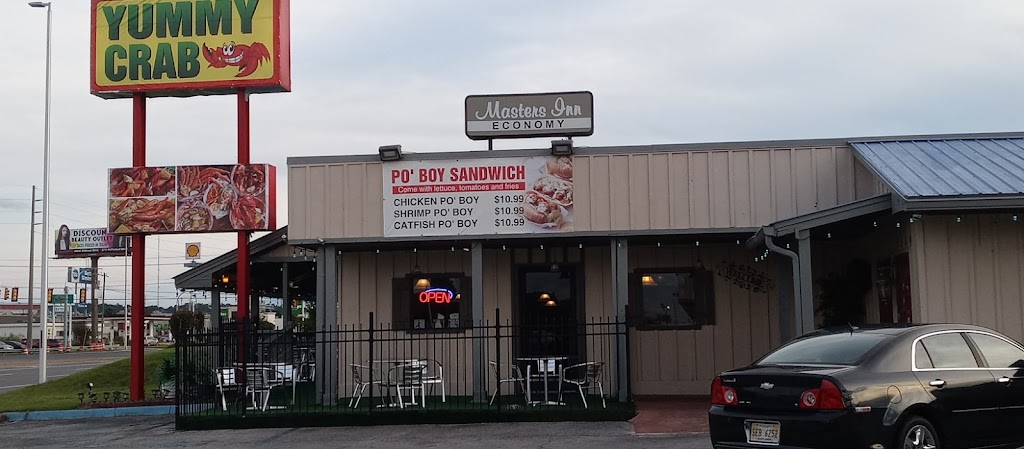 YUMMY
CRAB
Masters Inn
ECONOMY
PO' BOY SANDWICH
Come with lettuce, tomatoes and fries
CHICKEN PO' BOY $10.99
SHRIMP PO' BOY $10.99
CATFISH PO' BOY $10.99
DISCOUNT
BEAUTY OUTLET
OPEN